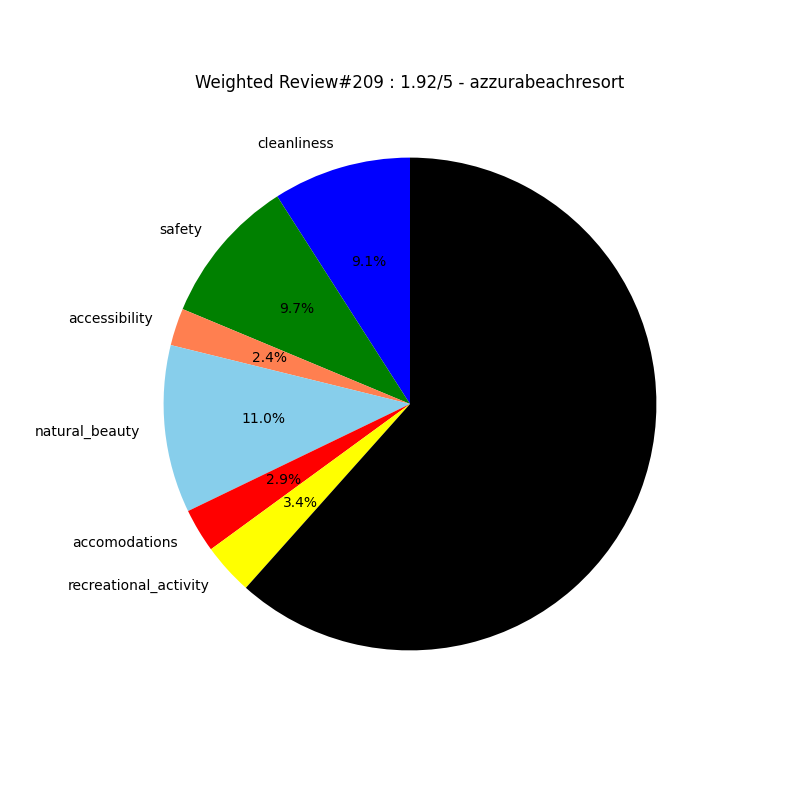 Weighted Review#209 : 1.92/5 - azzurabeachresort
cleanliness
9.1%
safety
9.7%
accessibility
2.4%
natural_beauty
11.0%
accomodations
2.9%
recreational_activity
3.4%